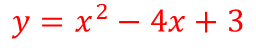 y = x² − 4x + 3